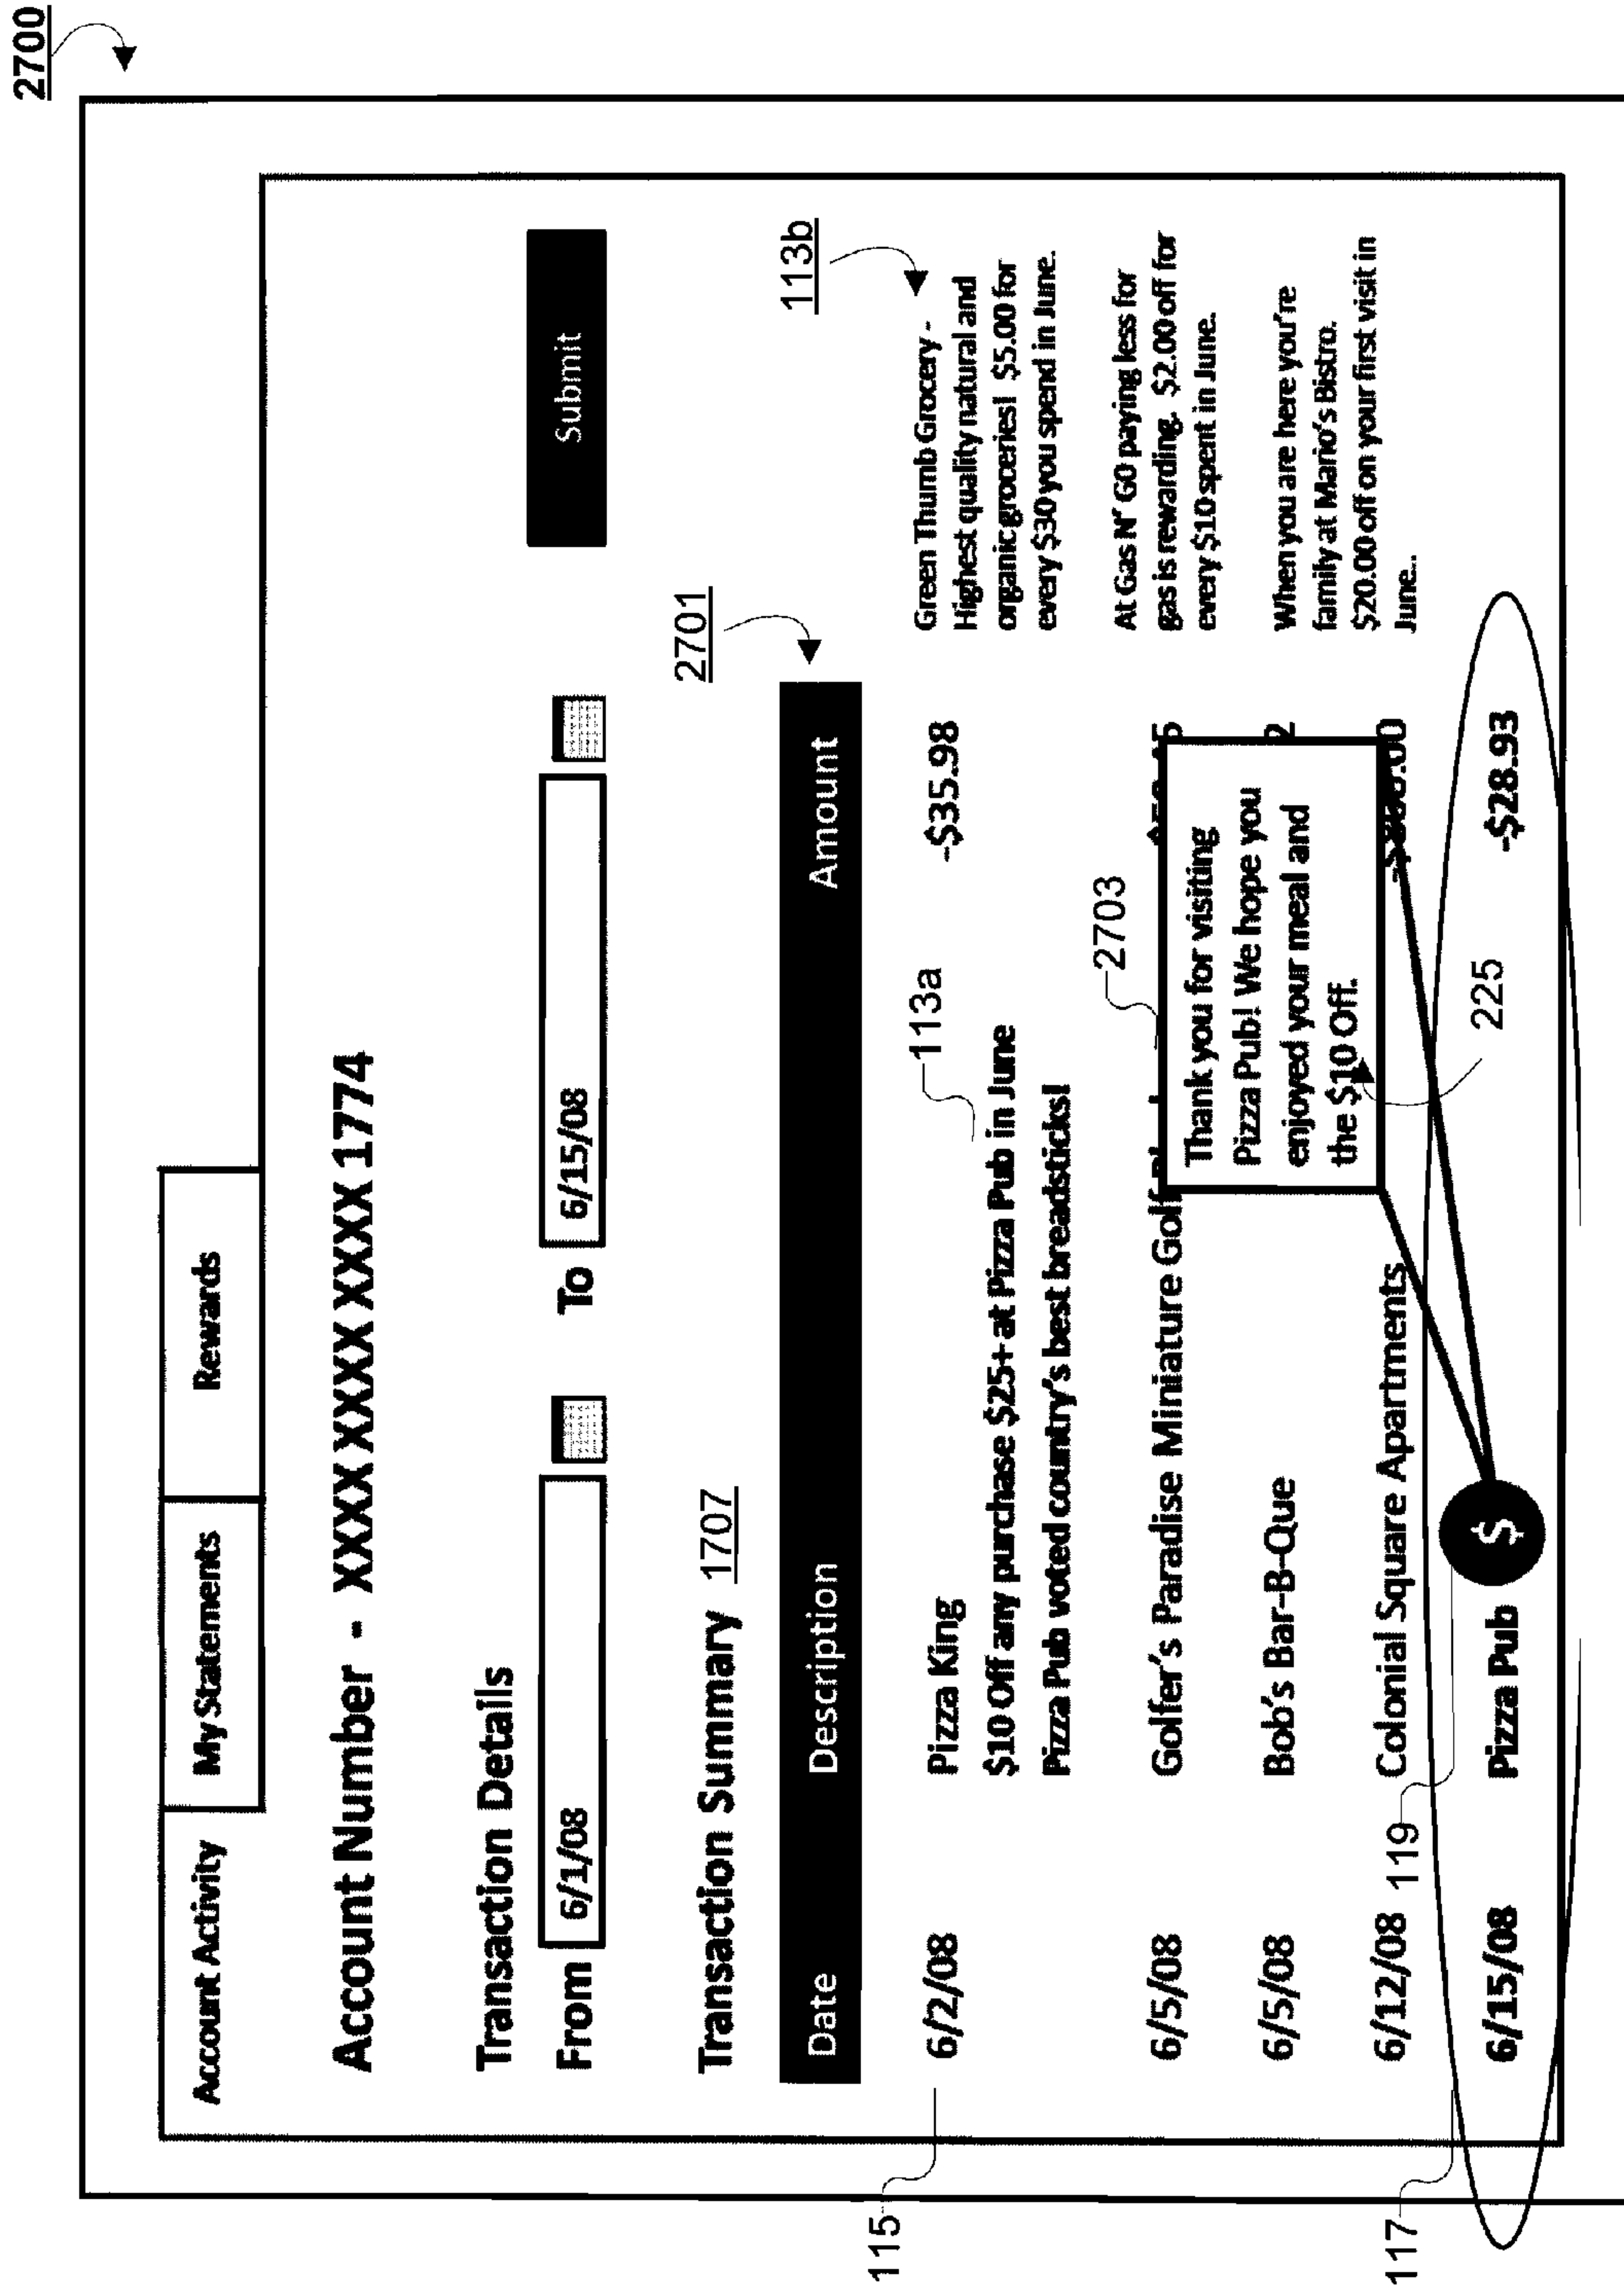 2700
Account Activity
My Statements
Rewards
Account Number - XXXX XXXX XXXX XXXX 1774
Transaction Details
From 6/1/08 To 6/15/08 Submit
Transaction Summary 1707
2701
Date Description Amount
113b
115
6/2/08 Pizza King -$35.98
113a
$10 Off any purchase $25+ at Pizza Pub in June
Pizza Pub voted country's best breadsticks!
Green Thumb Grocery -
Highest quality natural and
organic groceries! $5.00 for
every $30 you spend in June.
2703
6/5/08 Golfer's Paradise Miniature Golf
At Gas N' GO paying less for
gas is rewarding. $2.00 off for
every $10 spent in June.
Thank you for visiting
Pizza Pub! We hope you
enjoyed your meal and
the $10 Off.
6/5/08 Bob's Bar-B-Que 2
When you are here you're
family at Mario's Bistro.
$20.00 off on your first visit in
June..
6/12/08 Colonial Square Apartments
119
225
117
6/15/08 Pizza Pub $ -$28.93